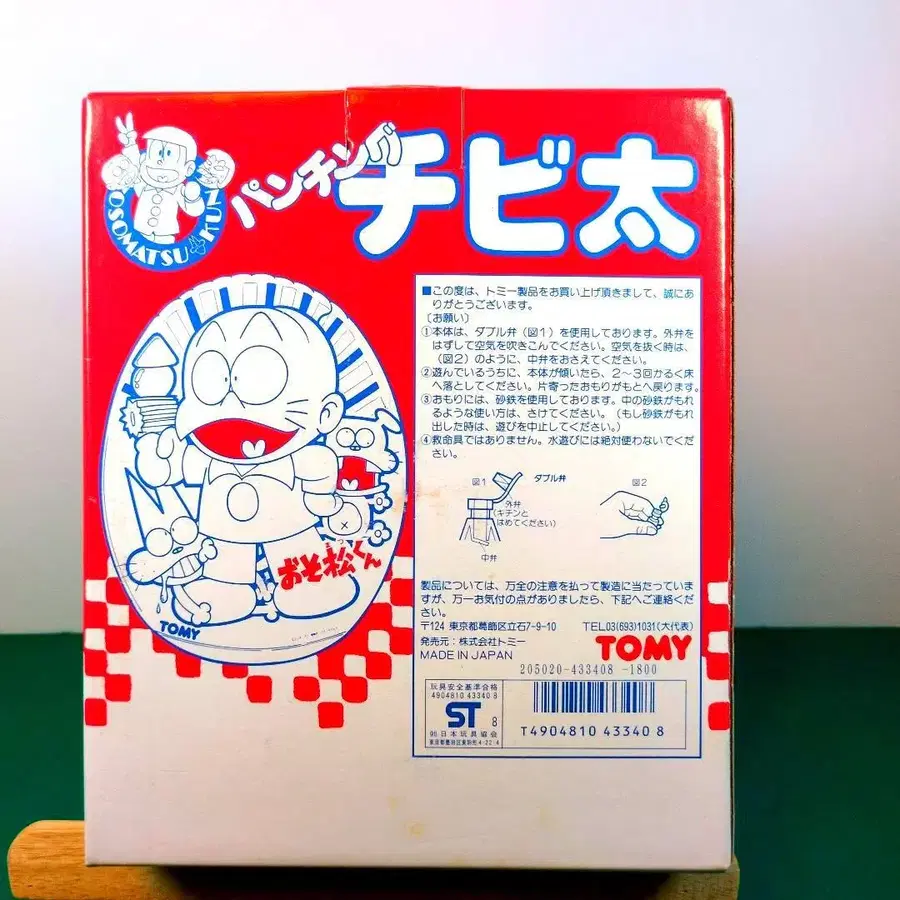 OSOMATSU KUN
パンチング
チビ太
■この度は、トミー製品をお買い上げ頂きまして、誠にあ
りがとうございます。
〔お願い〕
①本体は、ダブル弁（図1）を使用しております。外弁を
はずして空気を吹きこんでください。空気を抜く時は、
（図2）のように、中弁をおさえてください。
②遊んでいるうちに、本体が傾いたら、2〜3回かるく床
へ落としてください。片寄ったおもりがもとへ戻ります。
③おもりには、砂鉄を使用しております。中の砂鉄がもれ
るような使い方は、さけてください。（もし砂鉄がもれ
出した時は、遊びを中止してください。）
④救命具ではありません。水遊びには絶対使わないでくだ
さい。
図1 ダブル弁 図2
外弁
(キチンと
はめてください)
中弁
おそ松くん
まつ
TOMY
製品については、万全の注意を払って製造に当たっていま
すが、万一お気付の点がありましたら、下記へご連絡くださ
い。
〒124 東京都葛飾区立石7-9-10 TEL.03(693)1031(大代表)
発売元：株式会社トミー
MADE IN JAPAN
TOMY
205020-433408 -1800
玩具安全基準合格
4904810 43340 8
ST 8
日本玩具協会
T4904810 43340 8